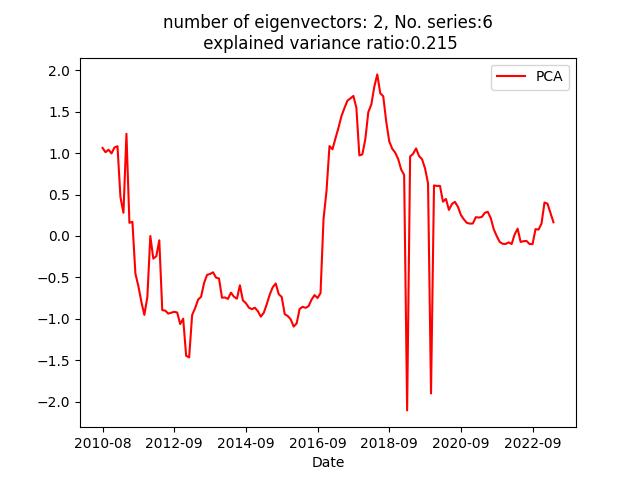 number of eigenvectors: 2, No. series:6
explained variance ratio:0.215
PCA
2.0
1.5
1.0
0.5
0.0
−0.5
−1.0
−1.5
−2.0
2010-08 2012-09 2014-09 2016-09 2018-09 2020-09 2022-09
Date